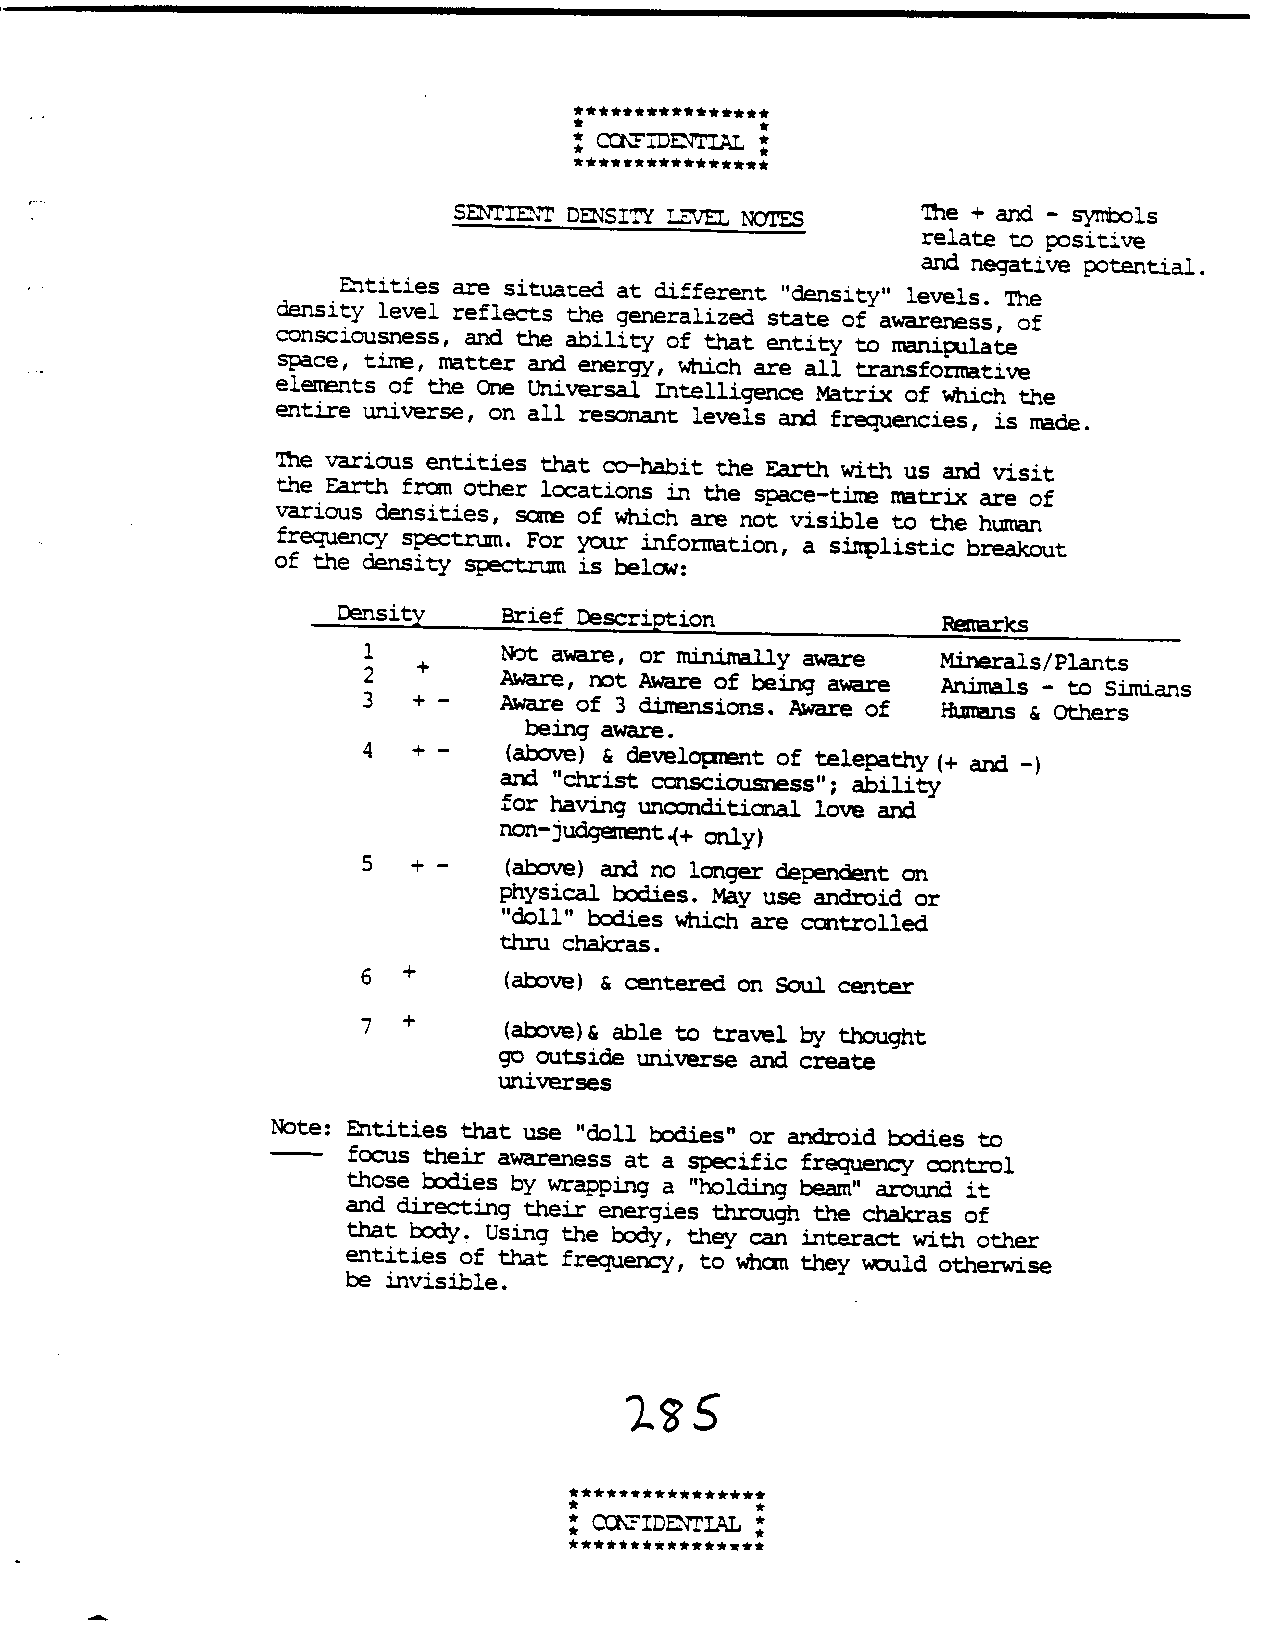 ****************
* *
* CONFIDENTIAL *
* *
****************
SENTIENT DENSITY LEVEL NOTES
The + and - symbols
relate to positive
and negative potential.
Entities are situated at different "density" levels. The
density level reflects the generalized state of awareness, of
consciousness, and the ability of that entity to manipulate
space, time, matter and energy, which are all transformative
elements of the One Universal Intelligence Matrix of which the
entire universe, on all resonant levels and frequencies, is made.
The various entities that co-habit the Earth with us and visit
the Earth from other locations in the space-time matrix are of
various densities, some of which are not visible to the human
frequency spectrum. For your information, a simplistic breakout
of the density spectrum is below:
Density Brief Description Remarks
1 Not aware, or minimally aware Minerals/Plants
2 + Aware, not Aware of being aware Animals - to Simians
3 + - Aware of 3 dimensions. Aware of Humans & Others
being aware.
4 + - (above) & development of telepathy (+ and -)
and "christ consciousness"; ability
for having unconditional love and
non-judgement.(+ only)
5 + - (above) and no longer dependent on
physical bodies. May use android or
"doll" bodies which are controlled
thru chakras.
6 + (above) & centered on Soul center
7 + (above)& able to travel by thought
go outside universe and create
universes
Note: Entities that use "doll bodies" or android bodies to
focus their awareness at a specific frequency control
those bodies by wrapping a "holding beam" around it
and directing their energies through the chakras of
that body. Using the body, they can interact with other
entities of that frequency, to whom they would otherwise
be invisible.
285
****************
* *
* CONFIDENTIAL *
* *
****************